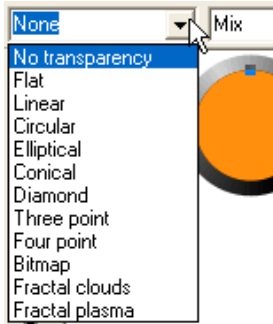 None Mix
No transparency
Flat
Linear
Circular
Elliptical
Conical
Diamond
Three point
Four point
Bitmap
Fractal clouds
Fractal plasma